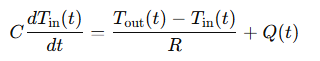 C dT_in(t)/dt = (T_out(t) − T_in(t))/R + Q(t)